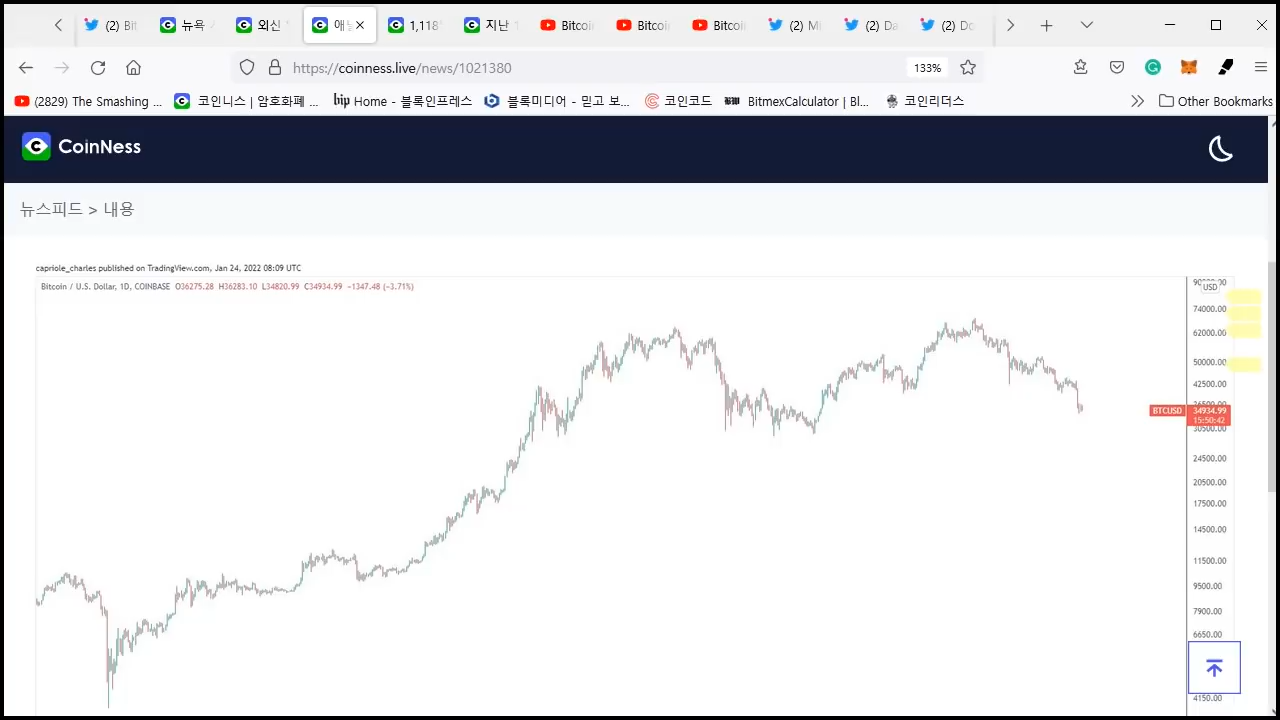 (2) Bit
뉴욕
외신
1,118
지난 1
Bitcoi
Bitcoi
Bitcoi
(2) Mi
(2) Da
(2) Do
https://coinness.live/news/1021380
133%
(2829) The Smashing ...
코인니스 | 암호화폐 ...
bip Home - 블록인프레스
블록미디어 - 믿고 보...
코인코드
BitmexCalculator | Bl...
코인리더스
Other Bookmarks
CoinNess
뉴스피드 > 내용
capriole_charles published on TradingView.com, Jan 24, 2022 08:09 UTC
Bitcoin / U.S. Dollar, 1D, COINBASE O36275.28 H36283.10 L34820.99 C34934.99 −1347.48 (−3.71%)
USD
74000.00
62000.00
50000.00
42500.00
BTCUSD 34934.99
15:50:42
30500.00
24500.00
20500.00
17500.00
14500.00
11500.00
9500.00
7900.00
6650.00
4150.00